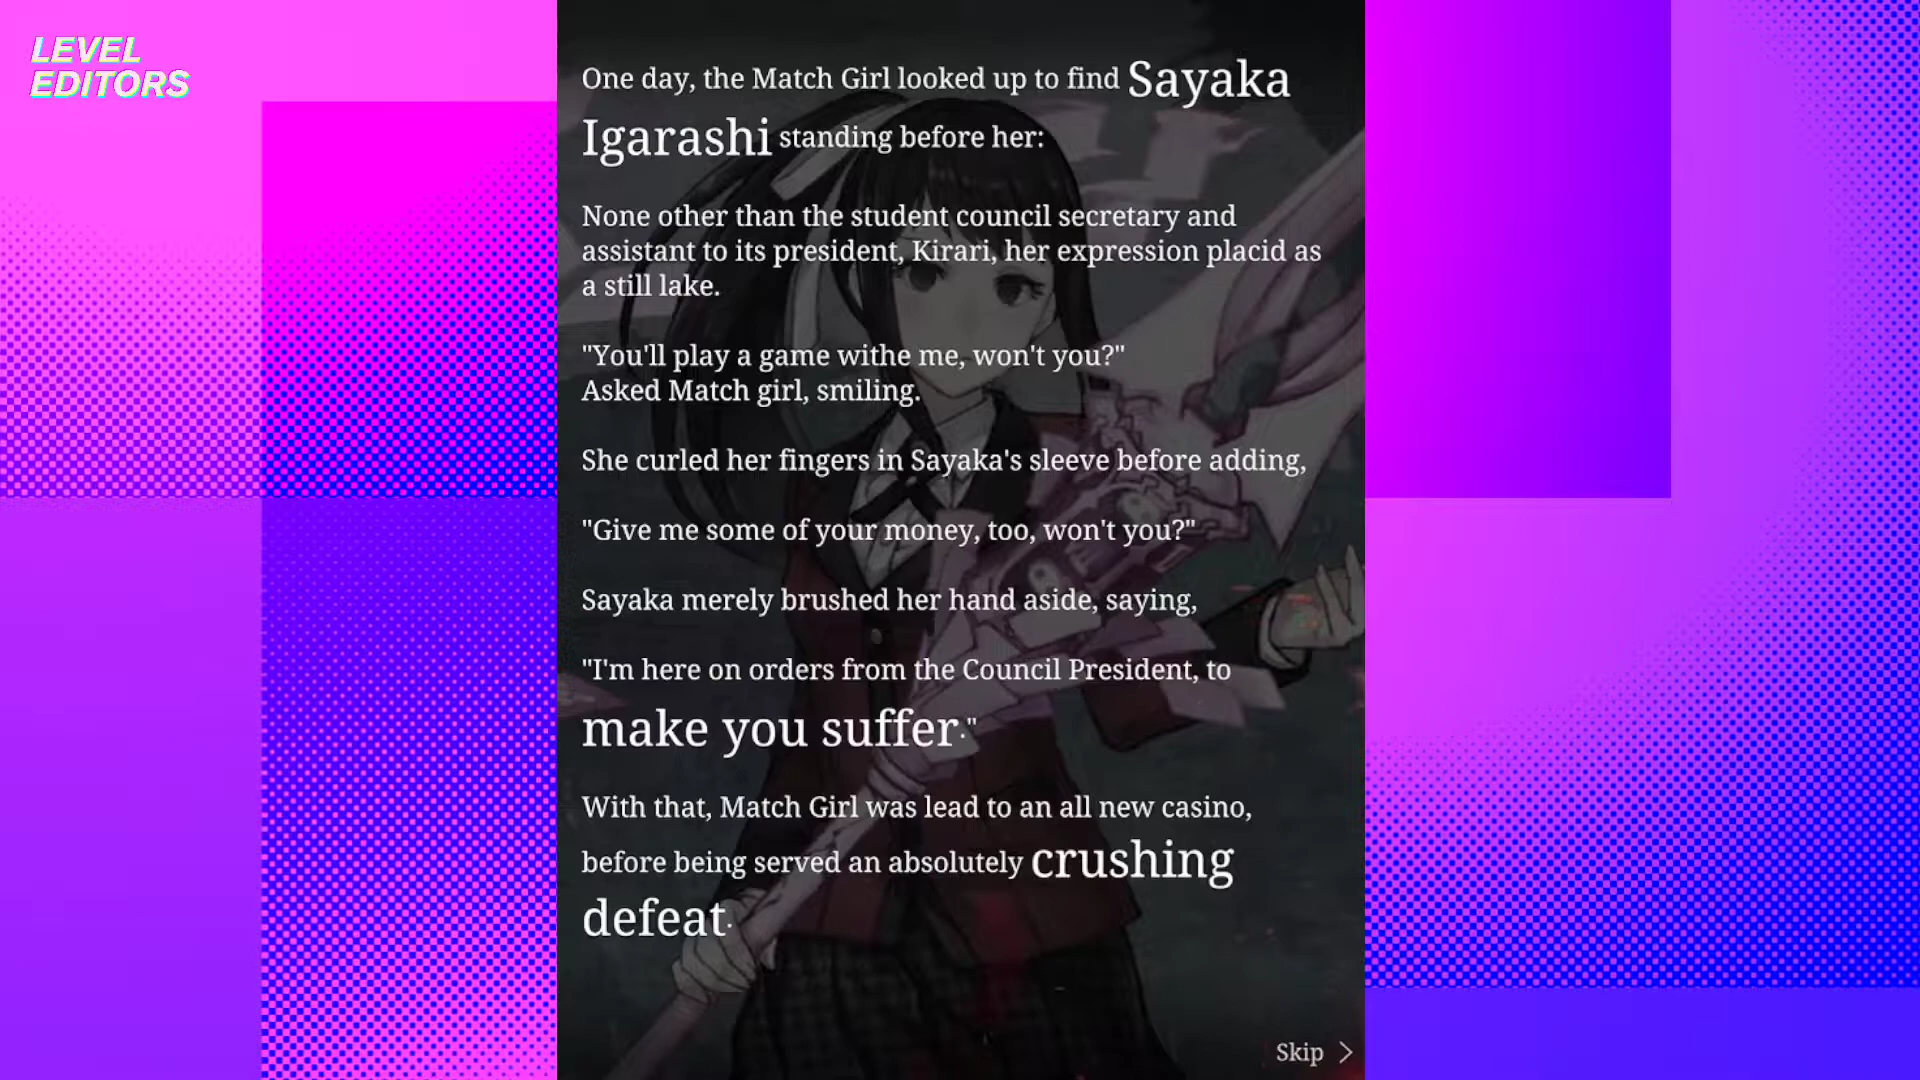 LEVEL
EDITORS
One day, the Match Girl looked up to find Sayaka
Igarashi standing before her:
None other than the student council secretary and
assistant to its president, Kirari, her expression placid as
a still lake.
"You'll play a game withe me, won't you?"
Asked Match girl, smiling.
She curled her fingers in Sayaka's sleeve before adding,
"Give me some of your money, too, won't you?"
Sayaka merely brushed her hand aside, saying,
"I'm here on orders from the Council President, to
make you suffer."
With that, Match Girl was lead to an all new casino,
before being served an absolutely crushing
defeat.
Skip >